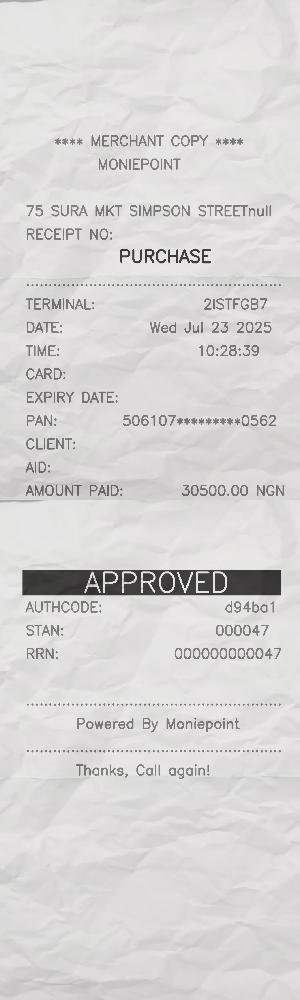 **** MERCHANT COPY ****
MONIEPOINT
75 SURA MKT SIMPSON STREETnull
RECEIPT NO:
PURCHASE
TERMINAL: 2ISTFGB7
DATE: Wed Jul 23 2025
TIME: 10:28:39
CARD:
EXPIRY DATE:
PAN: 506107*********0562
CLIENT:
AID:
AMOUNT PAID: 30500.00 NGN
APPROVED
AUTHCODE: d94ba1
STAN: 000047
RRN: 000000000047
Powered By Moniepoint
Thanks, Call again!